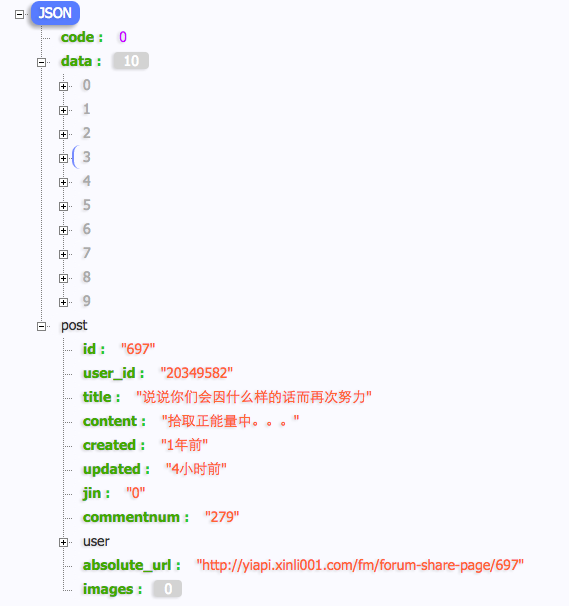 JSON
code : 0
data : 10
0
1
2
3
4
5
6
7
8
9
post
id : "697"
user_id : "20349582"
title : "说说你们会因什么样的话而再次努力"
content : "拾取正能量中。。。"
created : "1年前"
updated : "4小时前"
jin : "0"
commentnum : "279"
user
absolute_url : "http://yiapi.xinli001.com/fm/forum-share-page/697"
images : 0